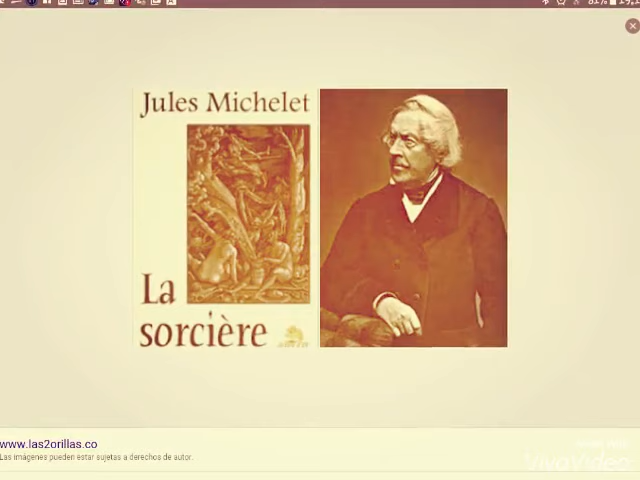 Jules Michelet
La
sorcière
www.las2orillas.co
Las imágenes pueden estar sujetas a derechos de autor.
VivaVideo